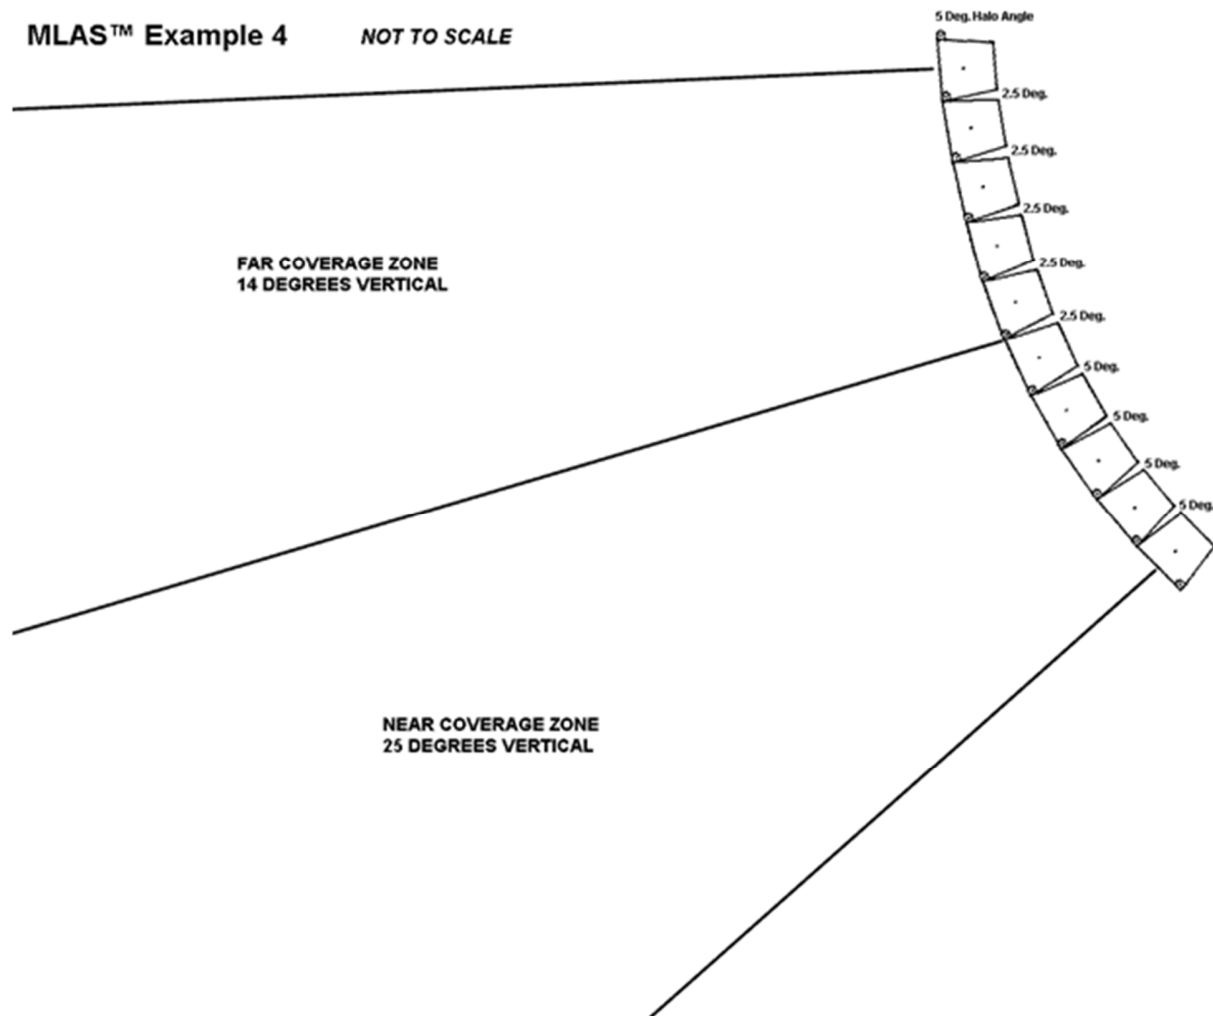 5 Deg. Halo Angle
MLAS™ Example 4 NOT TO SCALE
2.5 Deg.
2.5 Deg.
2.5 Deg.
FAR COVERAGE ZONE
14 DEGREES VERTICAL
2.5 Deg.
2.5 Deg.
5 Deg.
5 Deg.
5 Deg.
5 Deg.
NEAR COVERAGE ZONE
25 DEGREES VERTICAL